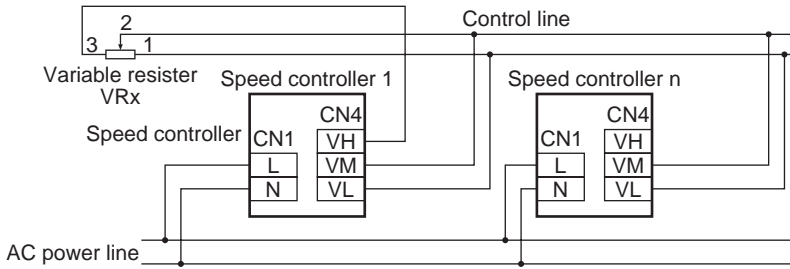 Control line
2
3
1
Variable resister
VRx
Speed controller 1
Speed controller n
Speed controller
CN1
CN4
L
N
VH
VM
VL
CN1
CN4
L
N
VH
VM
VL
AC power line